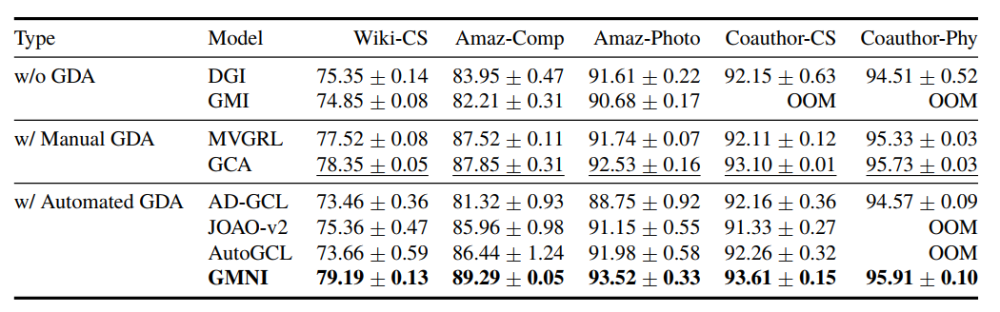 Type Model Wiki-CS Amaz-Comp Amaz-Photo Coauthor-CS Coauthor-Phy
w/o GDA DGI 75.35 ± 0.14 83.95 ± 0.47 91.61 ± 0.22 92.15 ± 0.63 94.51 ± 0.52
GMI 74.85 ± 0.08 82.21 ± 0.31 90.68 ± 0.17 OOM OOM
w/ Manual GDA MVGRL 77.52 ± 0.08 87.52 ± 0.11 91.74 ± 0.07 92.11 ± 0.12 95.33 ± 0.03
GCA 78.35 ± 0.05 87.85 ± 0.31 92.53 ± 0.16 93.10 ± 0.01 95.73 ± 0.03
w/ Automated GDA AD-GCL 73.46 ± 0.36 81.32 ± 0.93 88.75 ± 0.92 92.16 ± 0.36 94.57 ± 0.09
JOAO-v2 75.36 ± 0.47 85.96 ± 0.98 91.15 ± 0.55 91.33 ± 0.27 OOM
AutoGCL 73.66 ± 0.59 86.44 ± 1.24 91.98 ± 0.58 92.26 ± 0.32 OOM
GMNI 79.19 ± 0.13 89.29 ± 0.05 93.52 ± 0.33 93.61 ± 0.15 95.91 ± 0.10